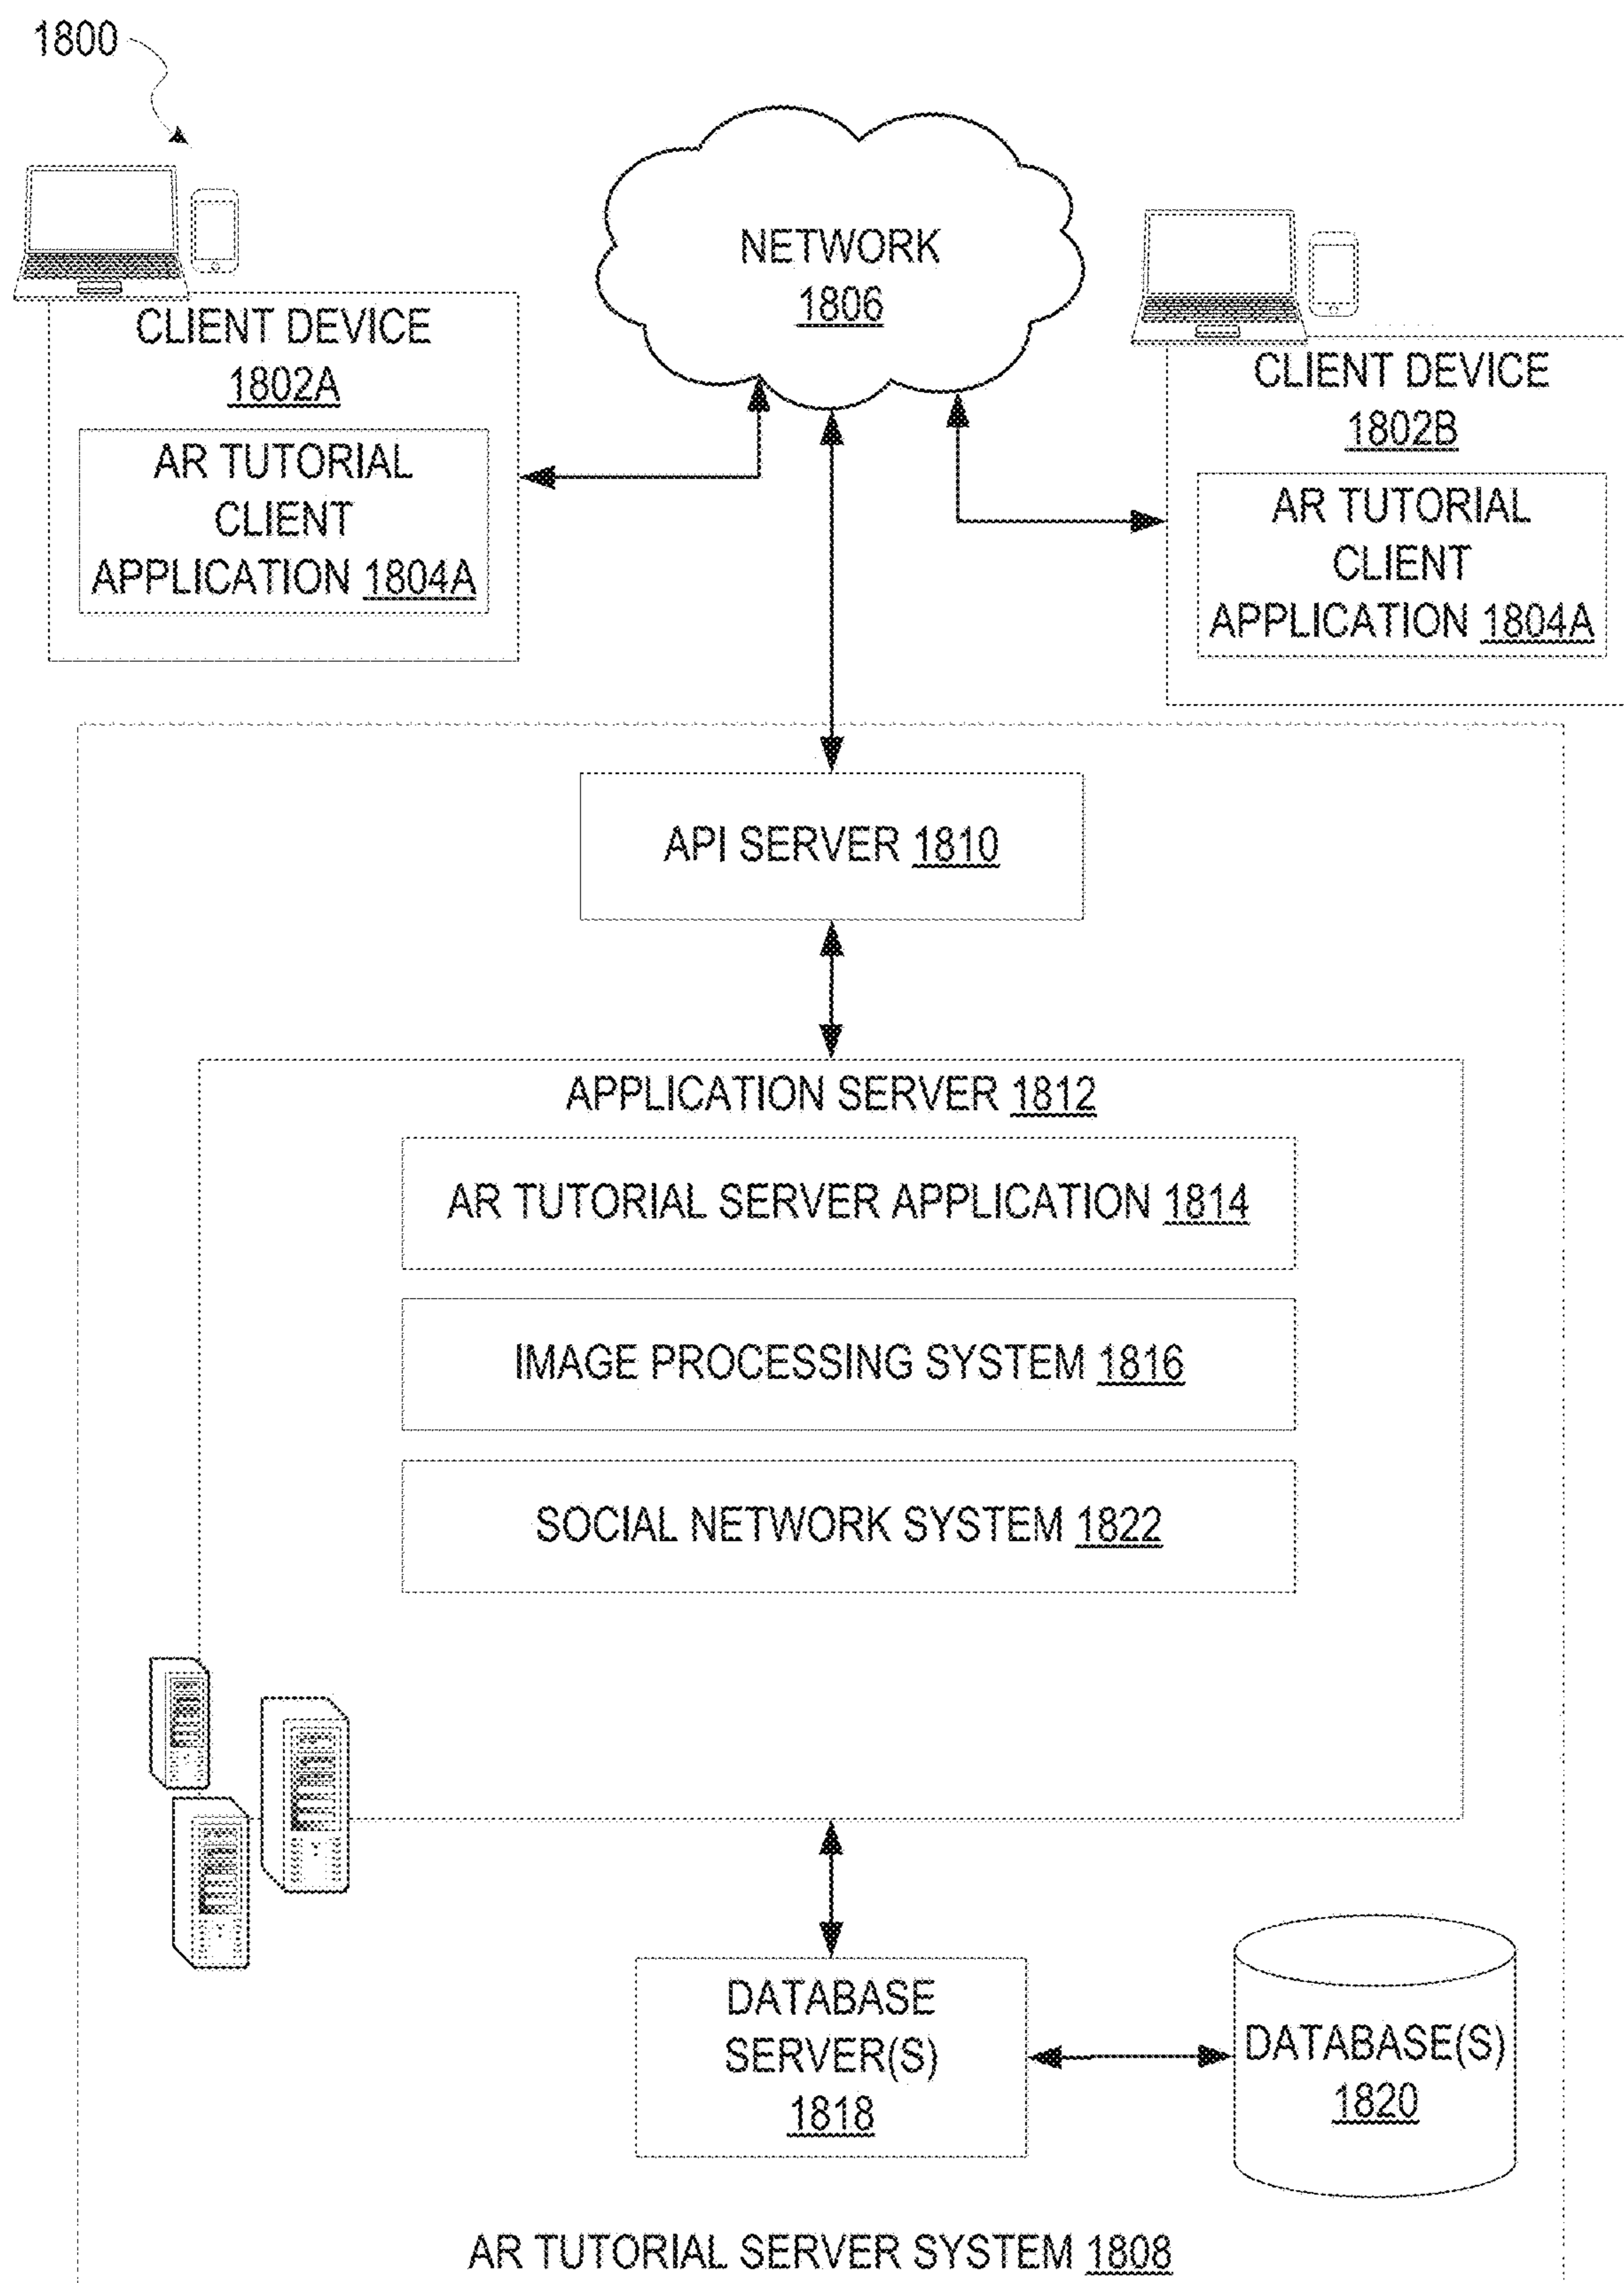 1800
NETWORK
1806
CLIENT DEVICE
1802A
AR TUTORIAL
CLIENT
APPLICATION 1804A
CLIENT DEVICE
1802B
AR TUTORIAL
CLIENT
APPLICATION 1804A
API SERVER 1810
APPLICATION SERVER 1812
AR TUTORIAL SERVER APPLICATION 1814
IMAGE PROCESSING SYSTEM 1816
SOCIAL NETWORK SYSTEM 1822
DATABASE
SERVER(S)
1818
DATABASE(S)
1820
AR TUTORIAL SERVER SYSTEM 1808